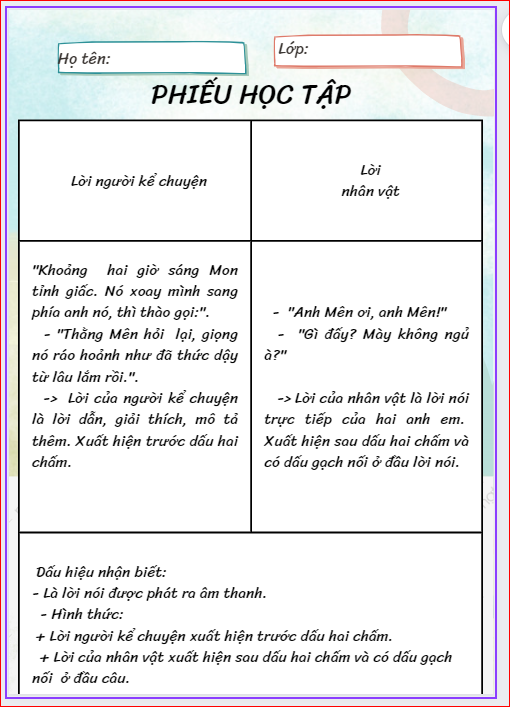 Họ tên:
Lớp:
PHIẾU HỌC TẬP
Lời người kể chuyện
Lời
nhân vật
"Khoảng hai giờ sáng Mon
tỉnh giấc. Nó xoay mình sang
phía anh nó, thì thào gọi:".
- "Thằng Mên hỏi lại, giọng
nó ráo hoảnh như đã thức dậy
từ lâu lắm rồi.".
-> Lời của người kể chuyện
là lời dẫn, giải thích, mô tả
thêm. Xuất hiện trước dấu hai
chấm.
- "Anh Mên ơi, anh Mên!"
- "Gì đấy? Mày không ngủ
à?"
-> Lời của nhân vật là lời nói
trực tiếp của hai anh em.
Xuất hiện sau dấu hai chấm và
có dấu gạch nối ở đầu lời nói.
Dấu hiệu nhận biết:
- Là lời nói được phát ra âm thanh.
- Hình thức:
+ Lời người kể chuyện xuất hiện trước dấu hai chấm.
+ Lời của nhân vật xuất hiện sau dấu hai chấm và có dấu gạch
nối ở đầu câu.